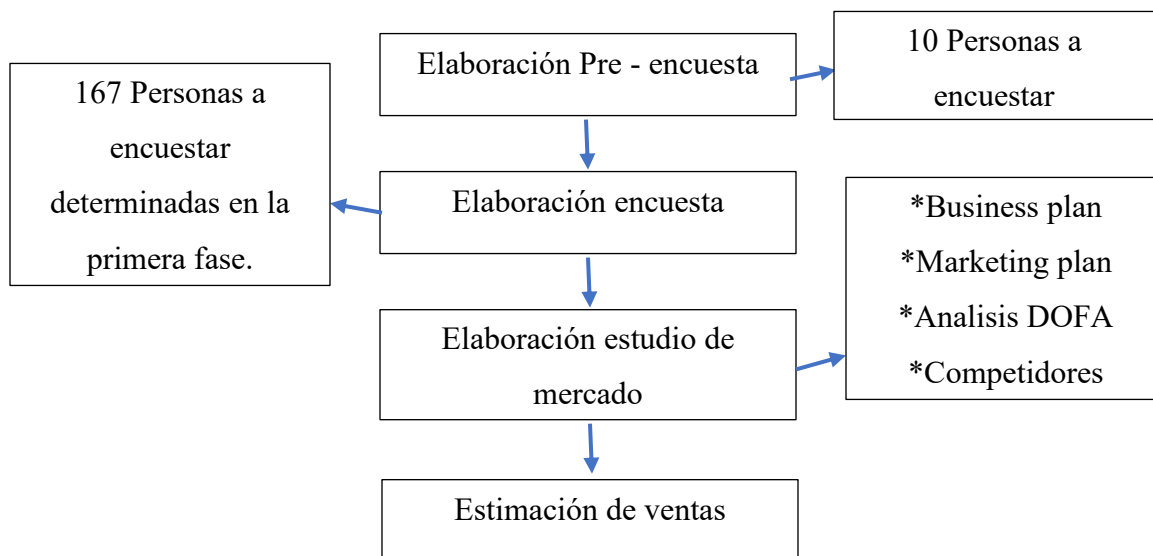 Elaboración Pre - encuesta
10 Personas a
encuestar
167 Personas a
encuestar
determinadas en la
primera fase.
Elaboración encuesta
*Business plan
*Marketing plan
*Analisis DOFA
*Competidores
Elaboración estudio de
mercado
Estimación de ventas